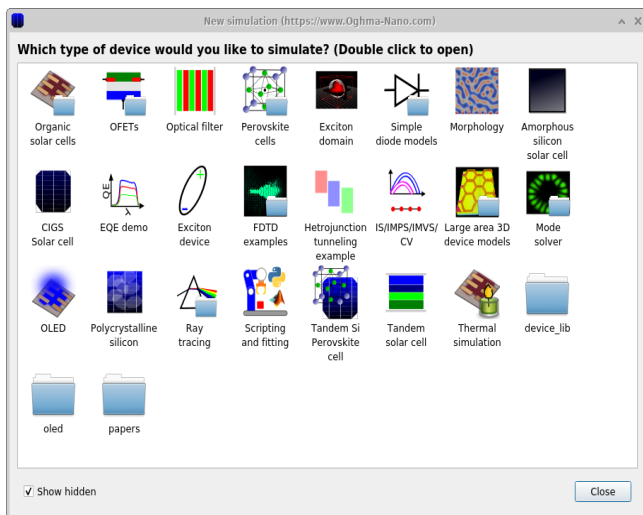 New simulation (https://www.Oghma-Nano.com)
Which type of device would you like to simulate? (Double click to open)
Organic
solar cells
OFETs
Optical filter
Perovskite
cells
Exciton
domain
Simple
diode models
Morphology
Amorphous
silicon
solar cell
CIGS
Solar cell
QE
λ
EQE demo
+
-
Exciton
device
FDTD
examples
Hetrojunction
tunneling
example
IS/IMPS/IMVS/
CV
Large area 3D
device models
Mode
solver
OLED
Polycrystalline
silicon
Ray
tracing
Scripting
and fitting
Tandem Si
Perovskite
cell
Tandem
solar cell
Thermal
simulation
device_lib
oled
papers
Show hidden
Close